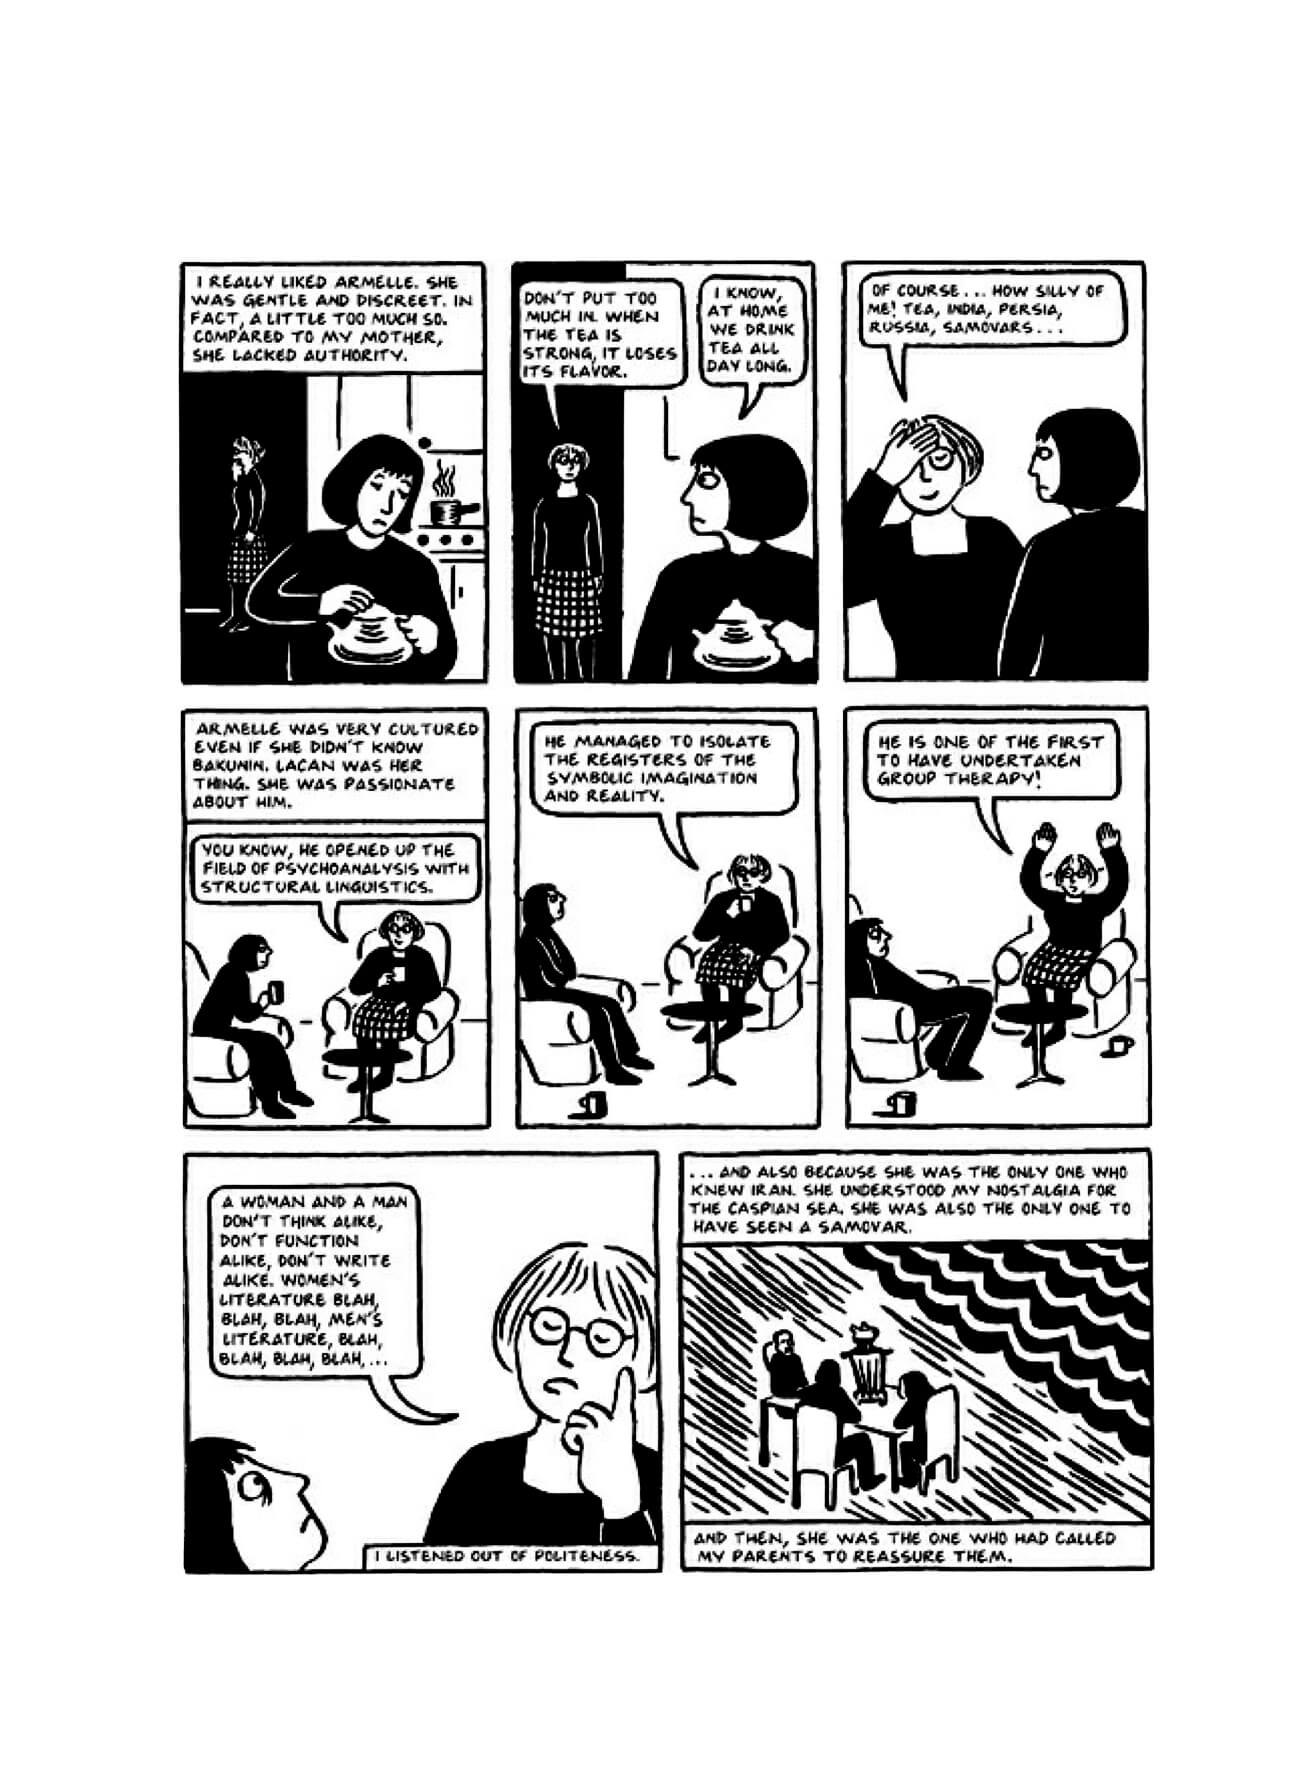 I REALLY LIKED ARMELLE. SHE
WAS GENTLE AND DISCREET. IN
FACT, A LITTLE TOO MUCH SO.
COMPARED TO MY MOTHER,
SHE LACKED AUTHORITY.
DON'T PUT TOO
MUCH IN. WHEN
THE TEA IS
STRONG, IT LOSES
ITS FLAVOR.
I KNOW,
AT HOME
WE DRINK
TEA ALL
DAY LONG.
OF COURSE... HOW SILLY OF
ME! TEA, INDIA, PERSIA,
RUSSIA, SAMOVARS...
ARMELLE WAS VERY CULTURED
EVEN IF SHE DIDN'T KNOW
BAKUNIN. LACAN WAS HER
THING. SHE WAS PASSIONATE
ABOUT HIM.
YOU KNOW, HE OPENED UP THE
FIELD OF PSYCHOANALYSIS WITH
STRUCTURAL LINGUISTICS.
HE MANAGED TO ISOLATE
THE REGISTERS OF THE
SYMBOLIC IMAGINATION
AND REALITY.
HE IS ONE OF THE FIRST
TO HAVE UNDERTAKEN
GROUP THERAPY!
A WOMAN AND A MAN
DON'T THINK ALIKE,
DON'T FUNCTION
ALIKE, DON'T WRITE
ALIKE. WOMEN'S
LITERATURE BLAH,
BLAH, BLAH, MEN'S
LITERATURE, BLAH,
BLAH, BLAH, BLAH,...
I LISTENED OUT OF POLITENESS.
... AND ALSO BECAUSE SHE WAS THE ONLY ONE WHO
KNEW IRAN. SHE UNDERSTOOD MY NOSTALGIA FOR
THE CASPIAN SEA. SHE WAS ALSO THE ONLY ONE TO
HAVE SEEN A SAMOVAR.
AND THEN, SHE WAS THE ONE WHO HAD CALLED
MY PARENTS TO REASSURE THEM.